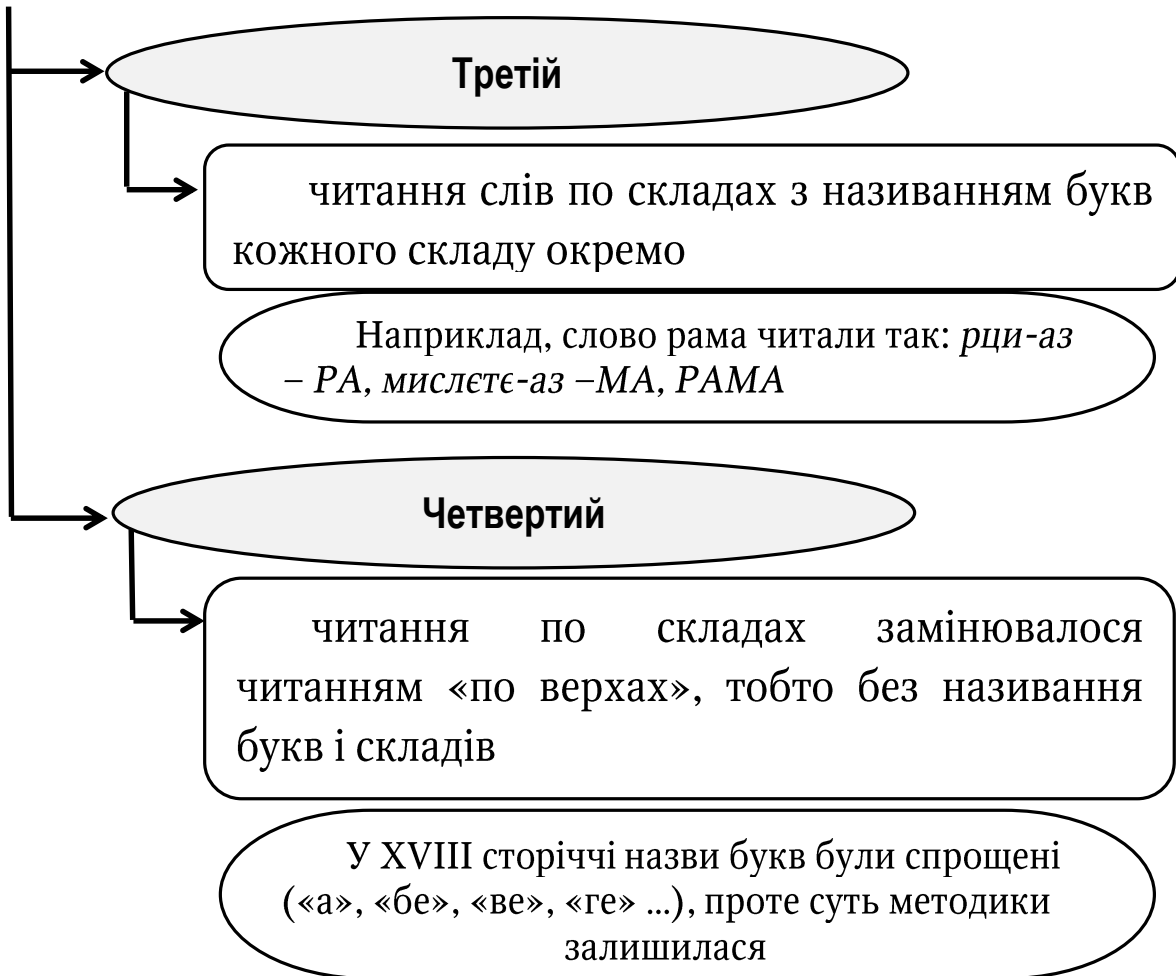 Третій
читання слів по складах з називанням букв
кожного складу окремо
Наприклад, слово рама читали так: рци-аз
– РА, мислєтє-аз –МА, РАМА
Четвертий
читання по складах замінювалося
читанням «по верхах», тобто без називання
букв і складів
У XVIII сторіччі назви букв були спрощені
(«а», «бе», «ве», «ге» ...), проте суть методики
залишилася